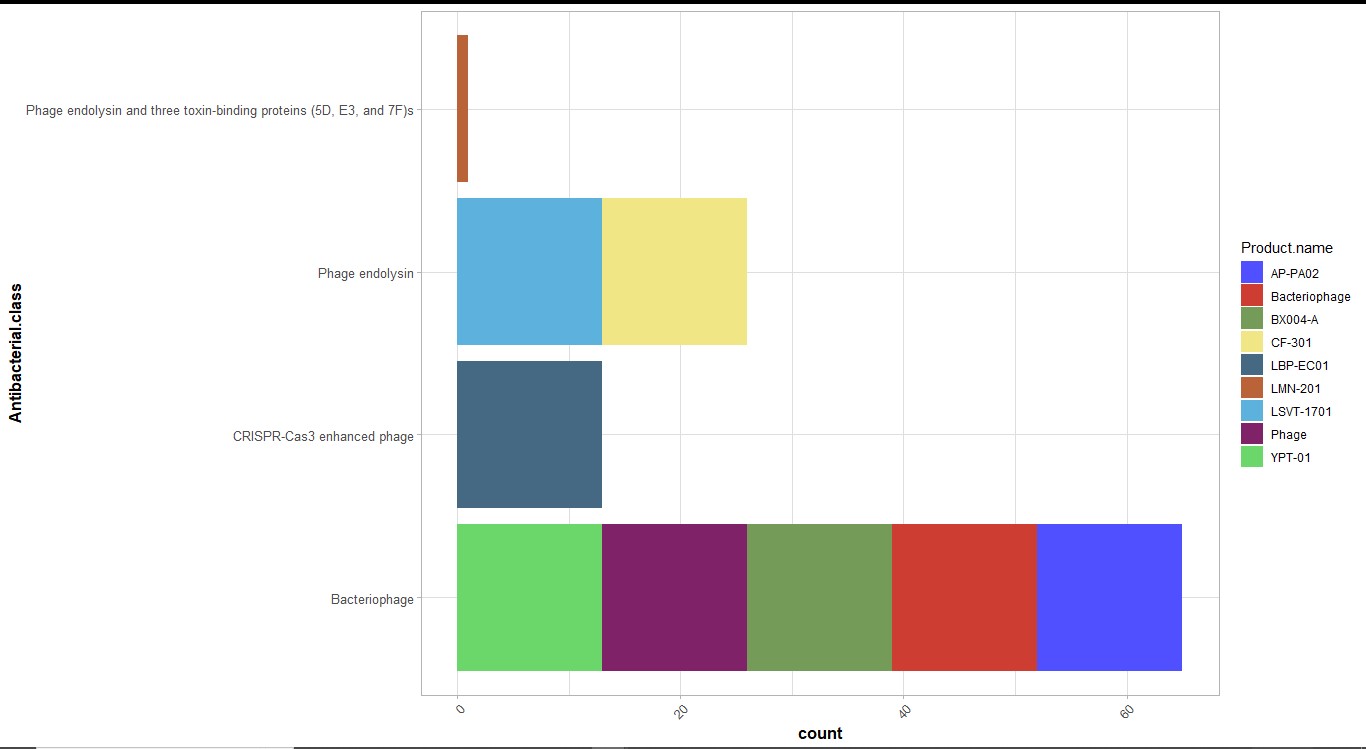 Phage endolysin and three toxin-binding proteins (5D, E3, and 7F)s
Phage endolysin
CRISPR-Cas3 enhanced phage
Bacteriophage
Antibacterial.class
0
20
40
60
count
Product.name
AP-PA02
Bacteriophage
BX004-A
CF-301
LBP-EC01
LMN-201
LSVT-1701
Phage
YPT-01